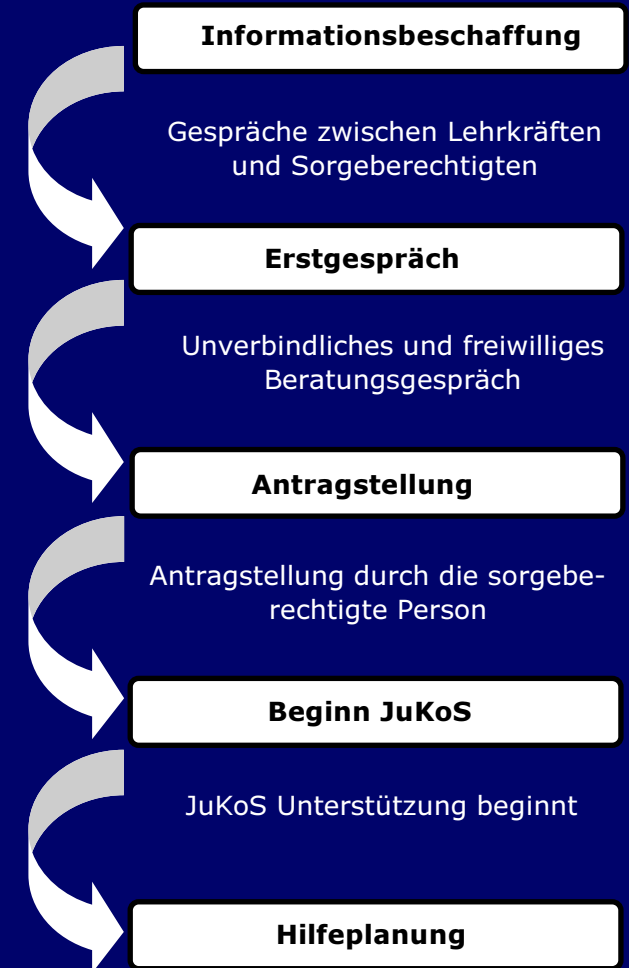 Informationsbeschaffung
Gespräche zwischen Lehrkräften
und Sorgeberechtigten
Erstgespräch
Unverbindliches und freiwilliges
Beratungsgespräch
Antragstellung
Antragstellung durch die sorgebe-
rechtigte Person
Beginn JuKoS
JuKoS Unterstützung beginnt
Hilfeplanung